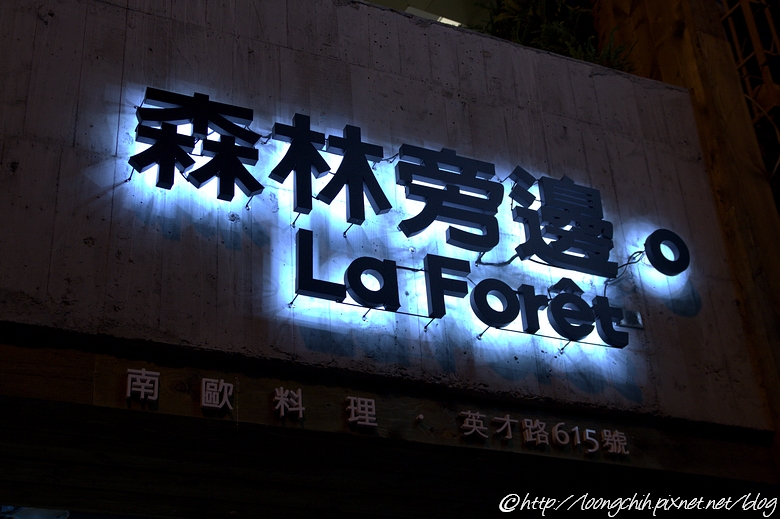 森林旁邊。
La Forêt
南歐料理．英才路615號
©http://loongchih.pixnet.net/blog